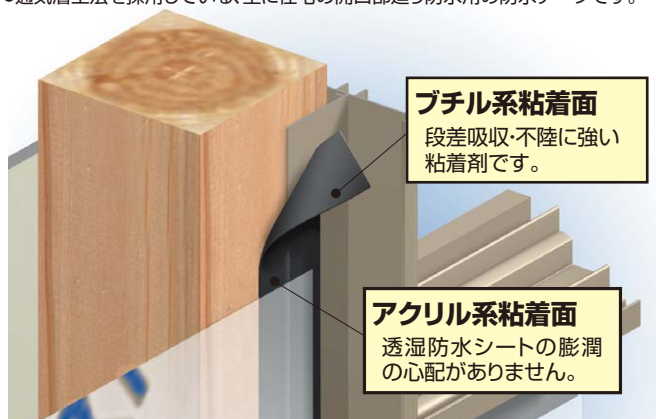 通気層工法を採用している、主に住宅の開口部廻り防水用の防水テープです。
ブチル系粘着面
段差吸収・不陸に強い
粘着剤です。
アクリル系粘着面
透湿防水シートの膨潤
の心配がありません。